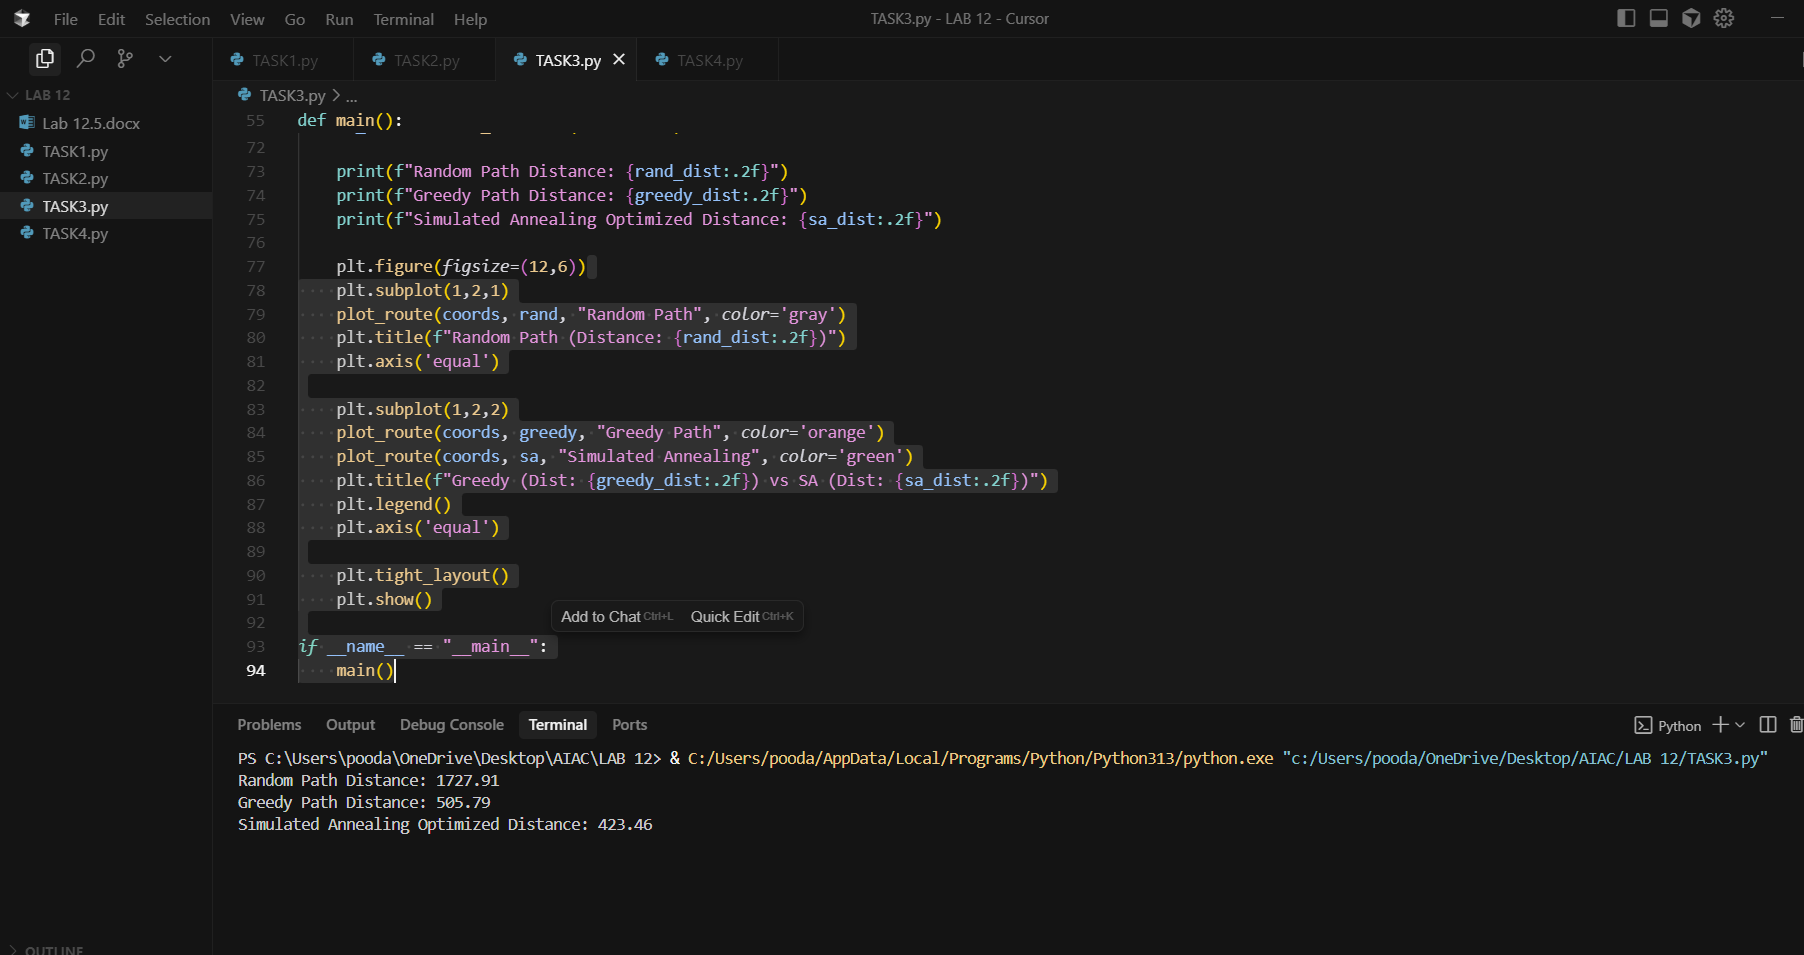 File Edit Selection View Go Run Terminal Help
TASK3.py - LAB 12 - Cursor
TASK1.py
TASK2.py
TASK3.py
TASK4.py
LAB 12
Lab 12.5.docx
TASK1.py
TASK2.py
TASK3.py
TASK4.py
OUTLINE
TASK3.py > ...
55 def main():
72
73 print(f"Random Path Distance: {rand_dist:.2f}")
74 print(f"Greedy Path Distance: {greedy_dist:.2f}")
75 print(f"Simulated Annealing Optimized Distance: {sa_dist:.2f}")
76
77 plt.figure(figsize=(12,6))
78 plt.subplot(1,2,1)
79 plot_route(coords, rand, "Random Path", color='gray')
80 plt.title(f"Random Path (Distance: {rand_dist:.2f})")
81 plt.axis('equal')
82
83 plt.subplot(1,2,2)
84 plot_route(coords, greedy, "Greedy Path", color='orange')
85 plot_route(coords, sa, "Simulated Annealing", color='green')
86 plt.title(f"Greedy (Dist: {greedy_dist:.2f}) vs SA (Dist: {sa_dist:.2f})")
87 plt.legend()
88 plt.axis('equal')
89
90 plt.tight_layout()
91 plt.show()
Add to Chat Ctrl+L Quick Edit Ctrl+K
92
93 if __name__ == "__main__":
94 main()
Problems Output Debug Console Terminal Ports
Python
PS C:\Users\pooda\OneDrive\Desktop\AIAC\LAB 12> & C:/Users/pooda/AppData/Local/Programs/Python/Python313/python.exe "c:/Users/pooda/OneDrive/Desktop/AIAC/LAB 12/TASK3.py"
Random Path Distance: 1727.91
Greedy Path Distance: 505.79
Simulated Annealing Optimized Distance: 423.46